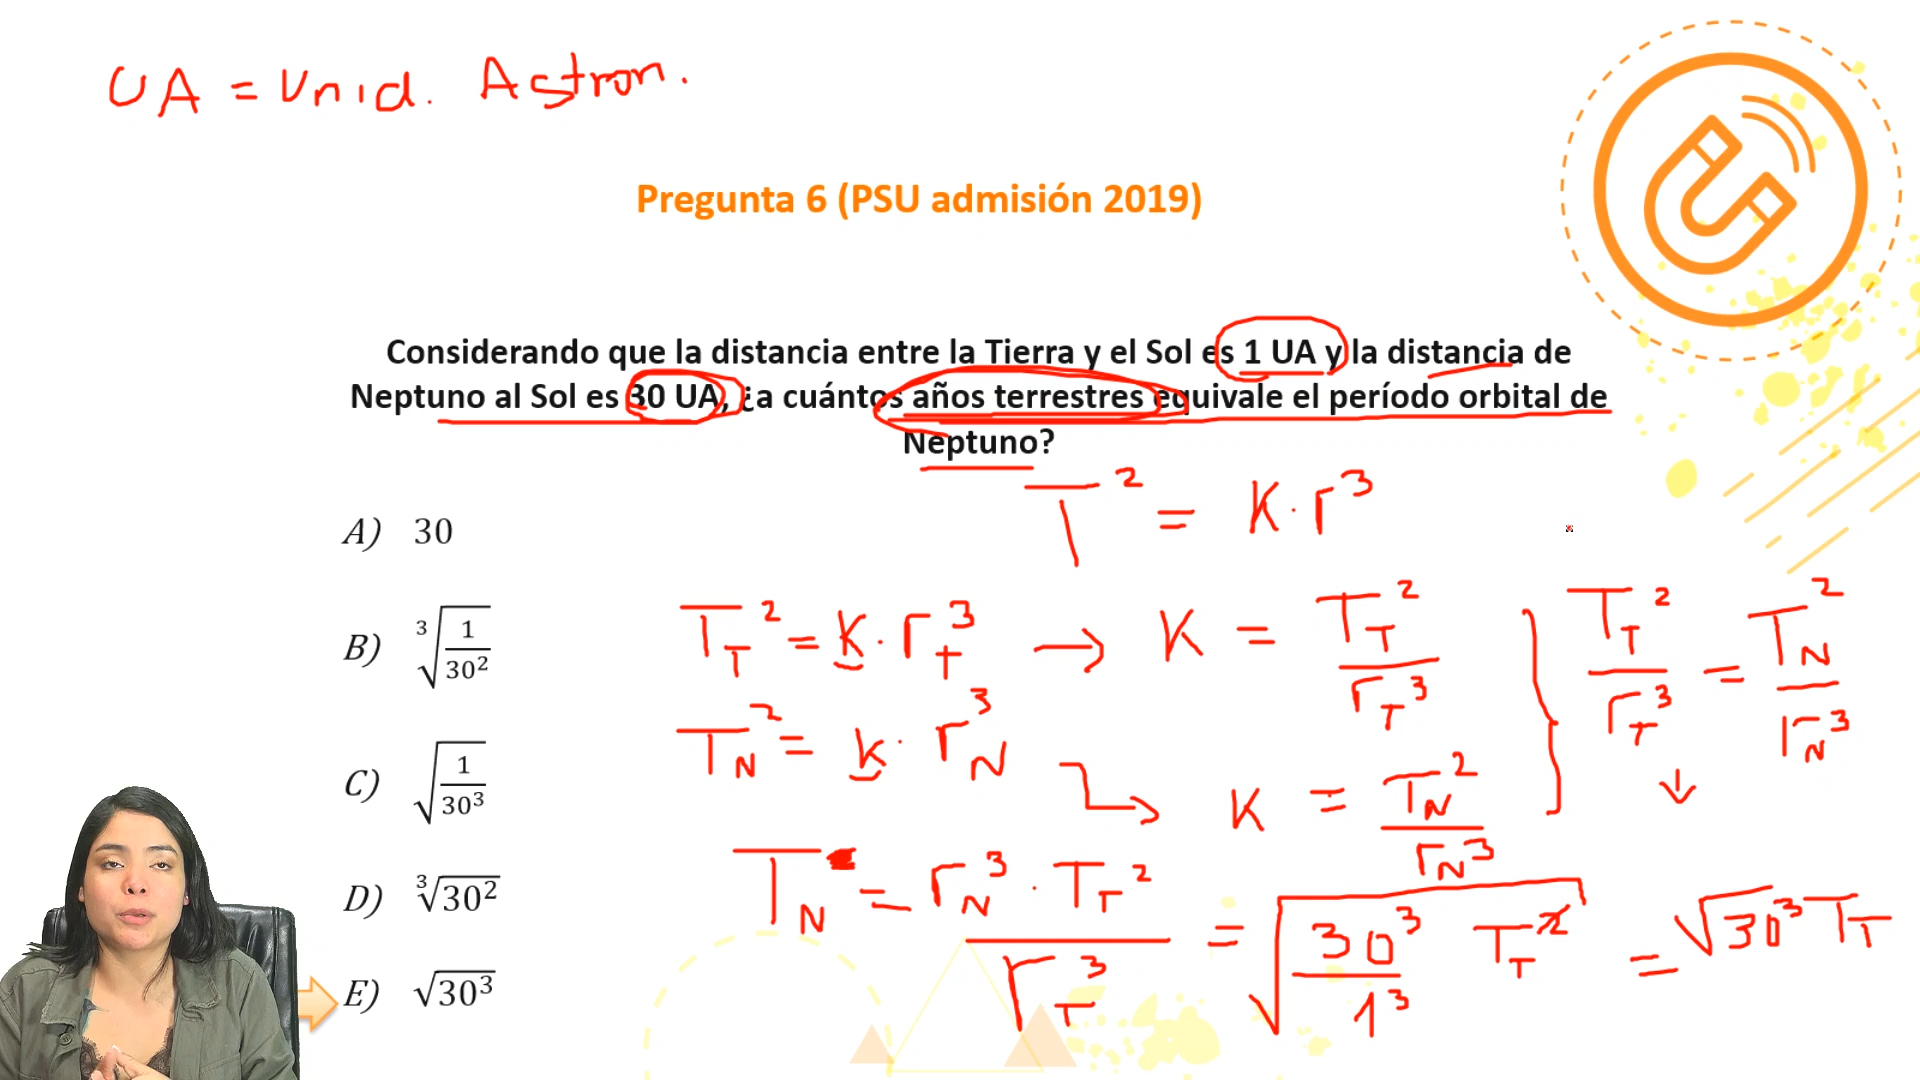 UA = Unid. Astron.
Pregunta 6 (PSU admisión 2019)
Considerando que la distancia entre la Tierra y el Sol es 1 UA y la distancia de
Neptuno al Sol es 30 UA, ¿a cuántos años terrestres equivale el período orbital de
Neptuno?
T² = K · r³
A) 30
B) ∛(1/30²)
C) √(1/30³)
D) ∛30²
E) √30³
T_T² = K · r_T³ → K = T_T²/r_T³
T_N² = K · r_N³ → K = T_N²/r_N³
T_T²/r_T³ = T_N²/r_N³ ↓
T_N = r_N³ · T_T²/r_T³ = √(30³/1³ T_T²) = √30³ T_T